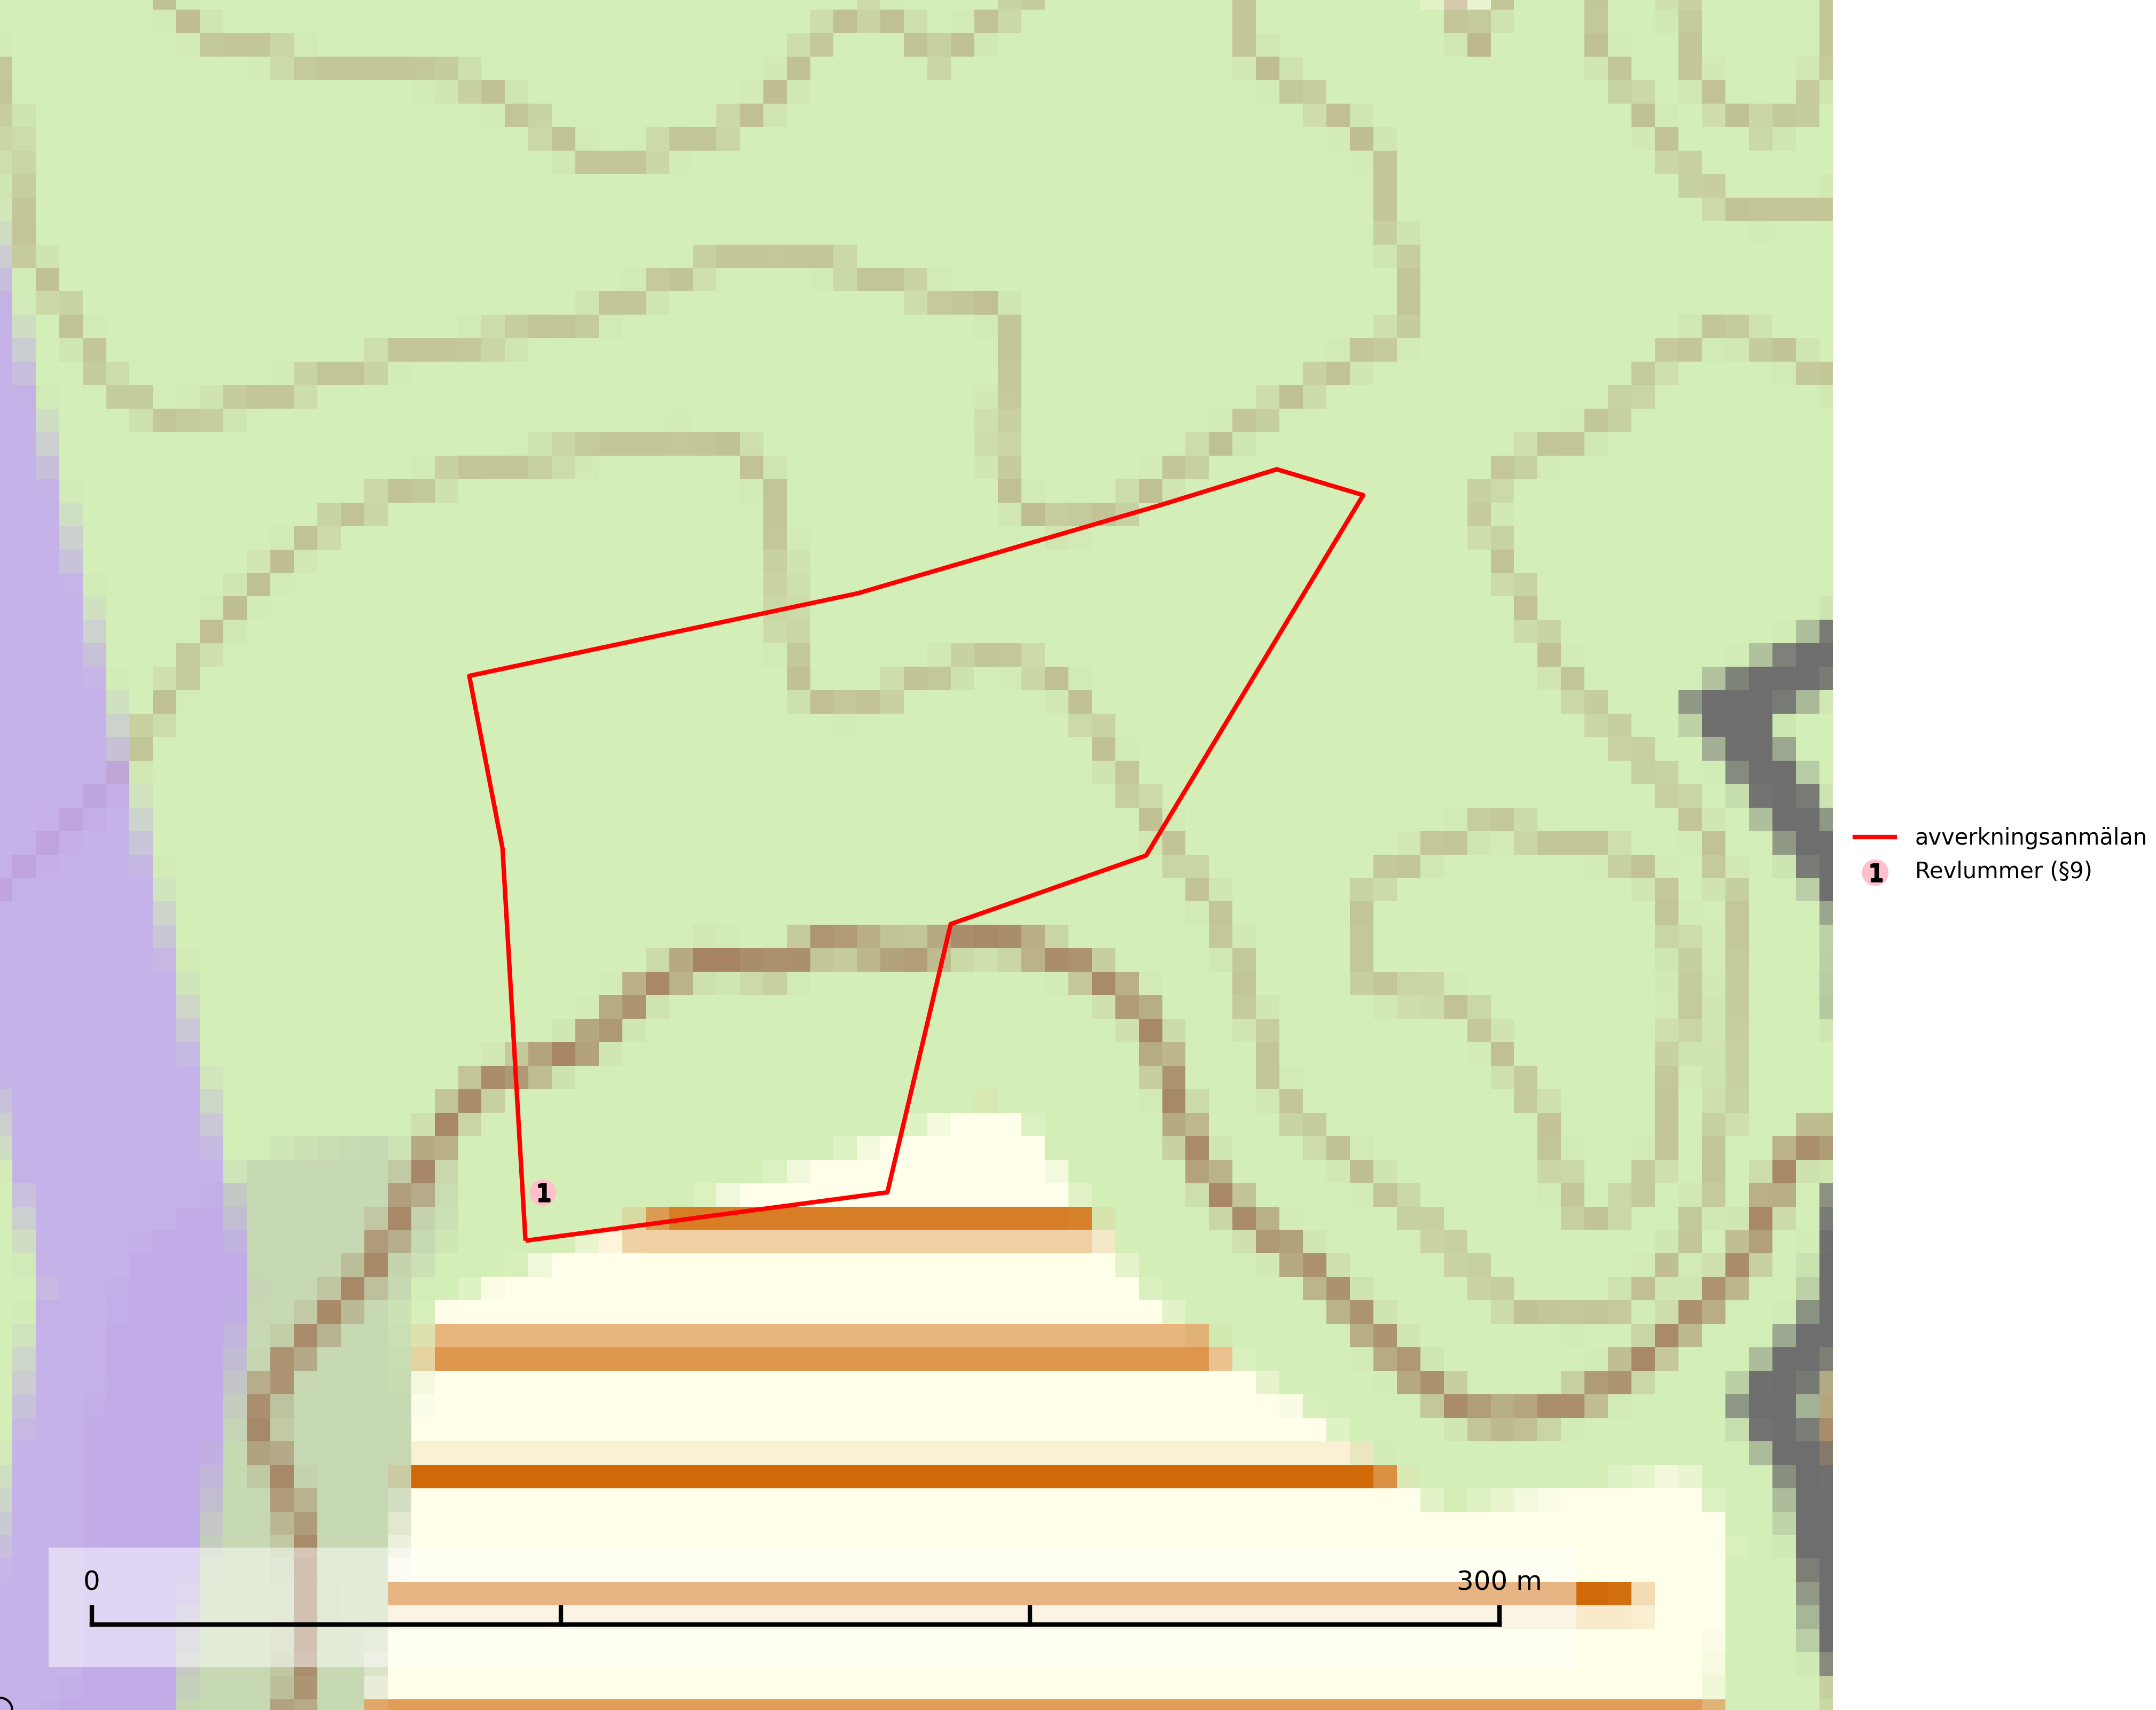 avverkningsanmälan
1 Revlummer (§9)
1
0 300 m